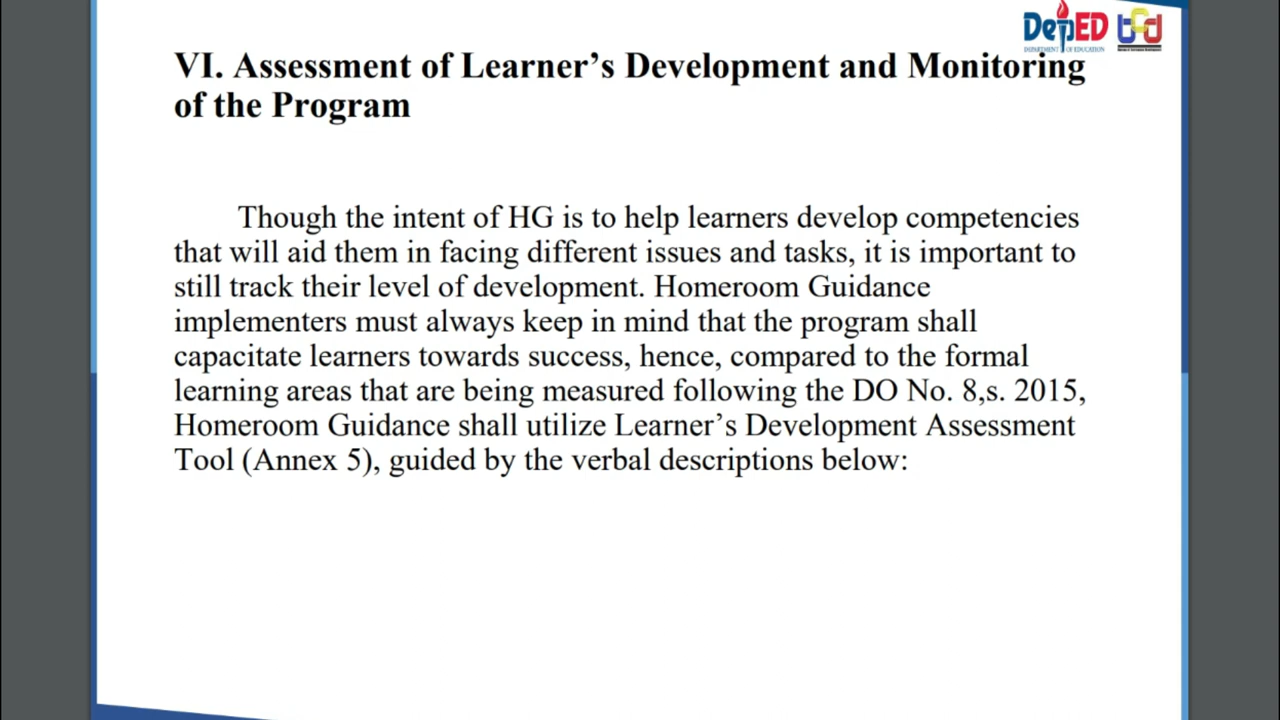 DepED
DEPARTMENT OF EDUCATION
VI. Assessment of Learner’s Development and Monitoring
of the Program
Though the intent of HG is to help learners develop competencies
that will aid them in facing different issues and tasks, it is important to
still track their level of development. Homeroom Guidance
implementers must always keep in mind that the program shall
capacitate learners towards success, hence, compared to the formal
learning areas that are being measured following the DO No. 8,s. 2015,
Homeroom Guidance shall utilize Learner’s Development Assessment
Tool (Annex 5), guided by the verbal descriptions below: